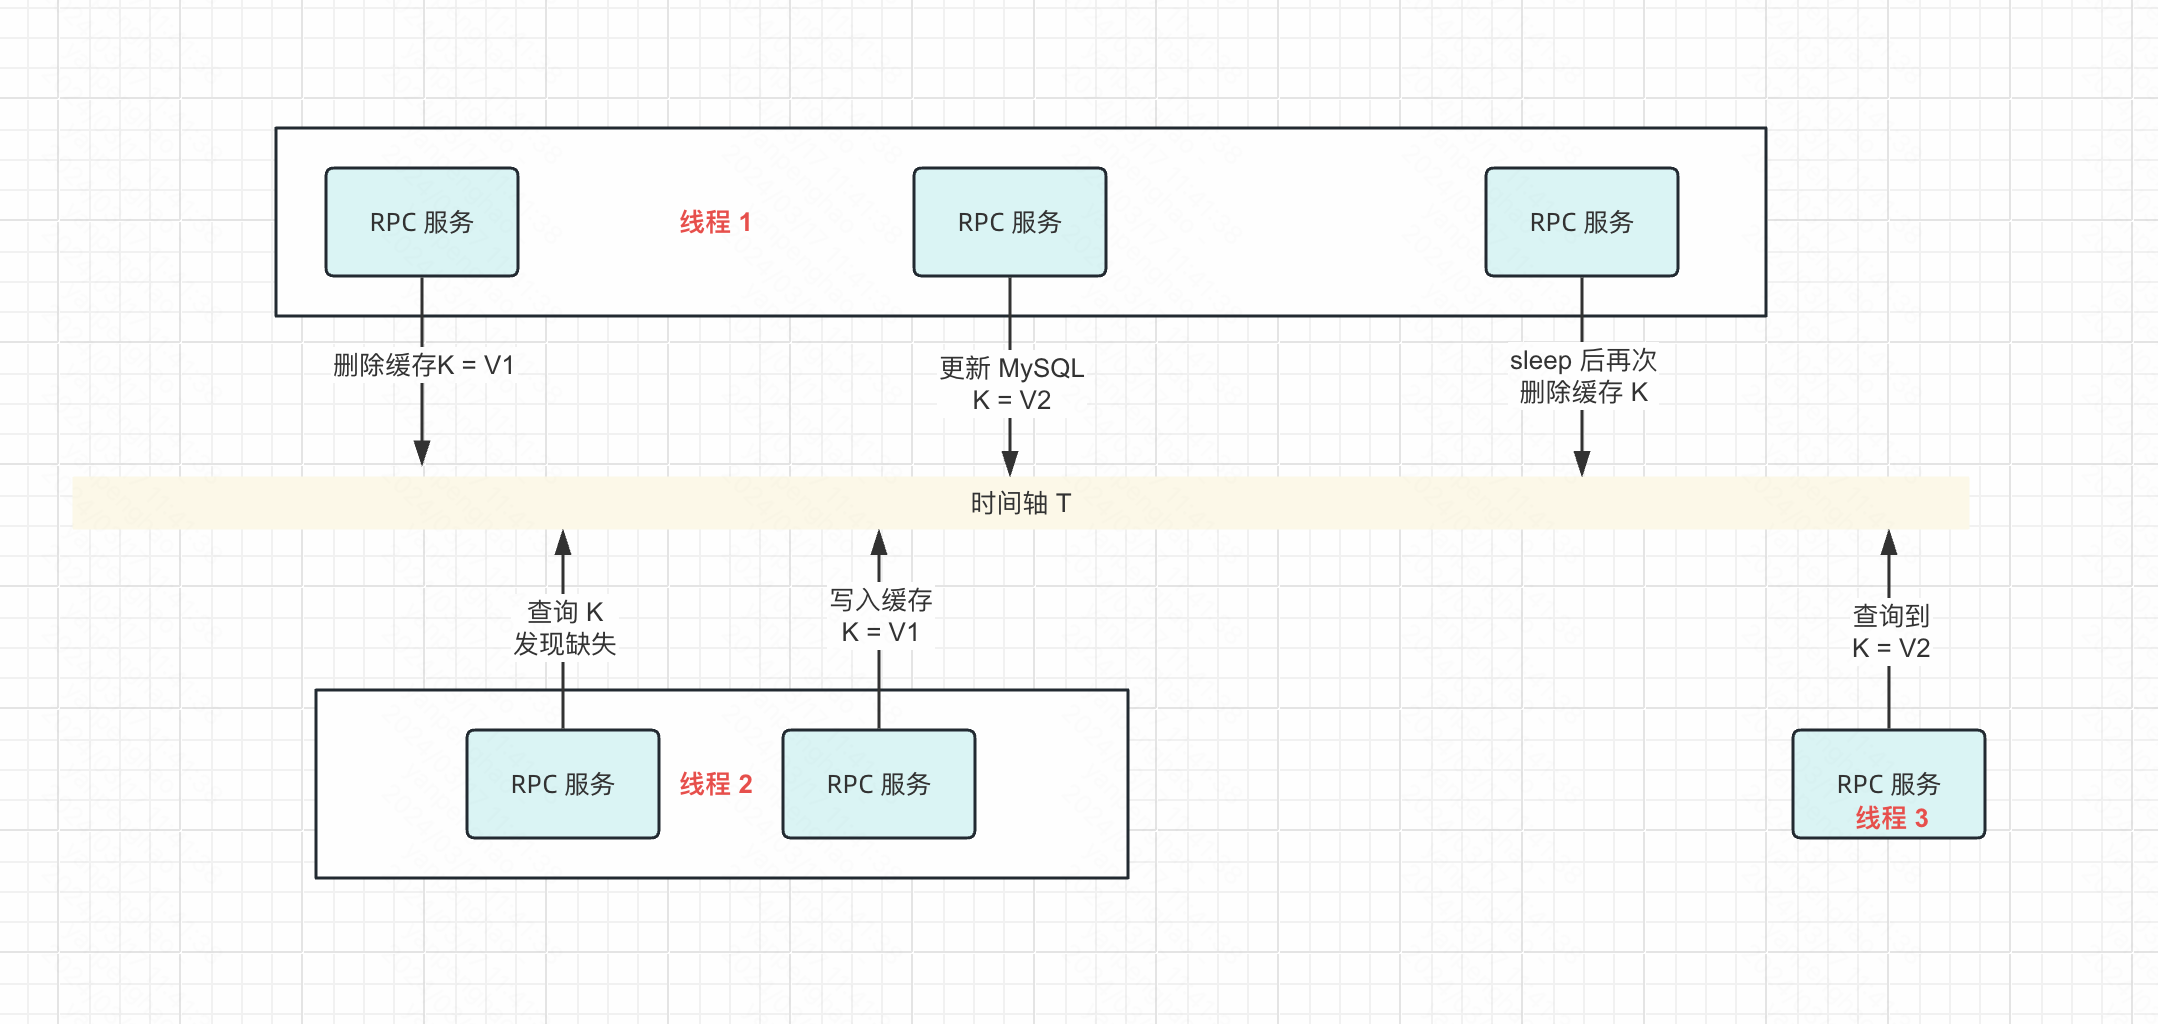 RPC 服务
线程 1
RPC 服务
RPC 服务
删除缓存K = V1
更新 MySQL
K = V2
sleep 后再次
删除缓存 K
时间轴 T
查询 K
发现缺失
写入缓存
K = V1
查询到
K = V2
RPC 服务
线程 2
RPC 服务
RPC 服务
线程 3